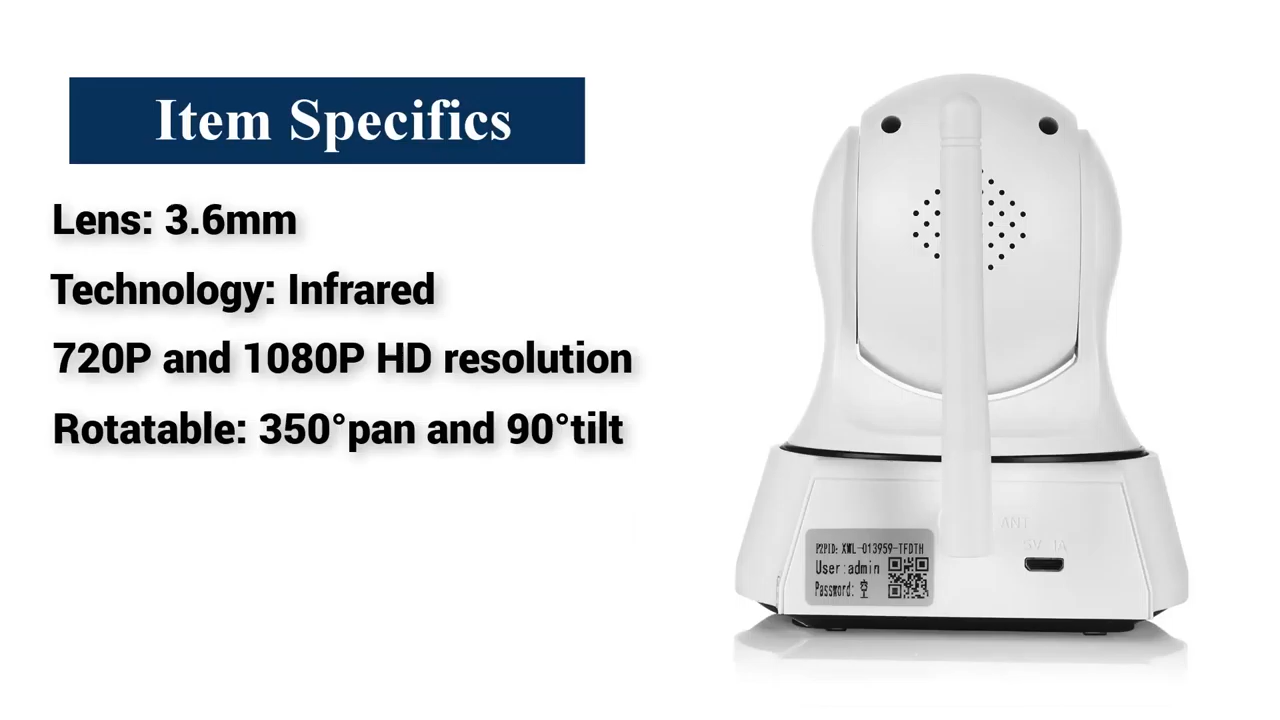 Item Specifics
Lens: 3.6mm
Technology: Infrared
720P and 1080P HD resolution
Rotatable: 350°pan and 90°tilt
ANT
5V 1A
P2PID: XWL-013959-TFDTH
User:admin
Password: 空